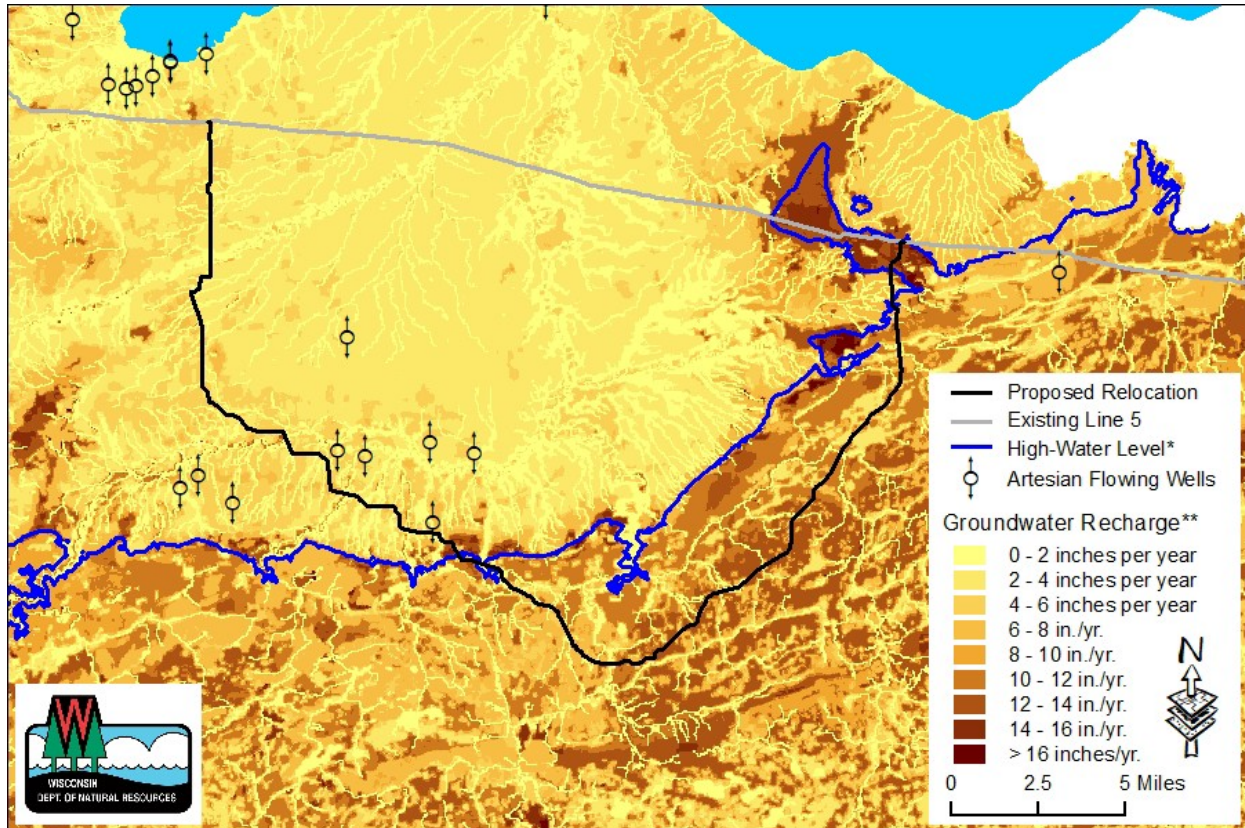 Proposed Relocation
Existing Line 5
High-Water Level*
Artesian Flowing Wells
Groundwater Recharge**
0 - 2 inches per year
2 - 4 inches per year
4 - 6 inches per year
6 - 8 in./yr.
8 - 10 in./yr.
10 - 12 in./yr.
12 - 14 in./yr.
14 - 16 in./yr.
> 16 inches/yr.
N
0 2.5 5 Miles
W
WISCONSIN
DEPT. OF NATURAL RESOURCES